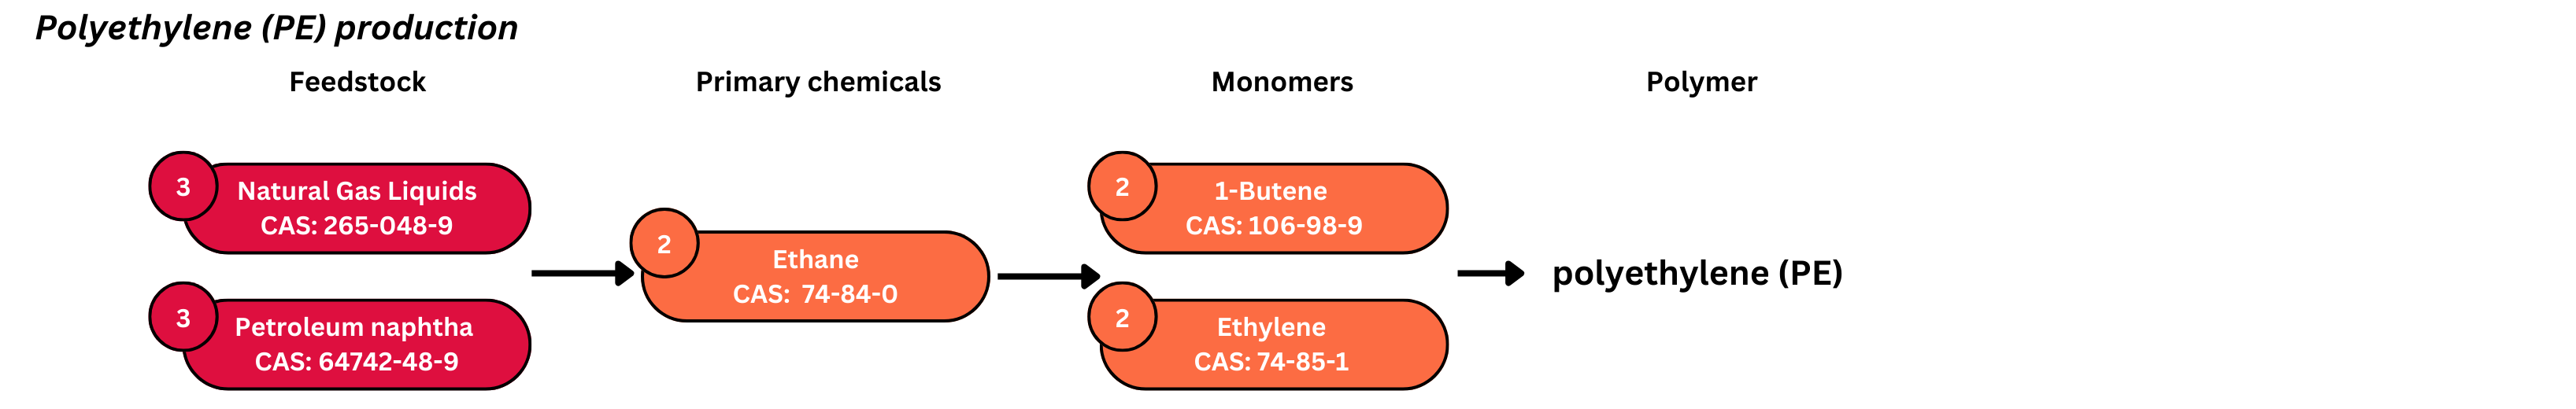 Polyethylene (PE) production
Feedstock
Primary chemicals
Monomers
Polymer
3
Natural Gas Liquids
CAS: 265-048-9
3
Petroleum naphtha
CAS: 64742-48-9
2
Ethane
CAS: 74-84-0
2
1-Butene
CAS: 106-98-9
2
Ethylene
CAS: 74-85-1
polyethylene (PE)